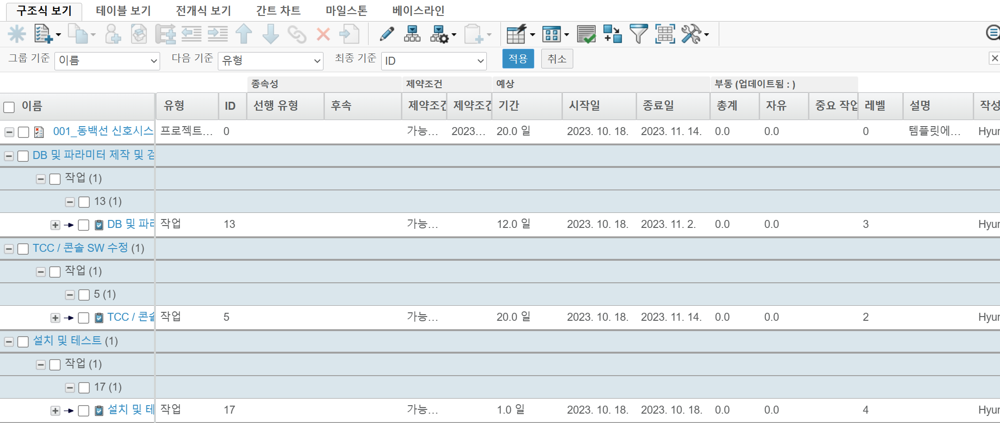 구조식 보기 테이블 보기 전개식 보기 간트 차트 마일스톤 베이스라인
그룹 기준 이름 다음 기준 유형 최종 기준 ID 적용 취소
종속성 제약조건 예상 부동 (업데이트됨 : )
이름 유형 ID 선행 유형 후속 제약조건 제약조건 기간 시작일 종료일 총계 자유 중요 작업 레벨 설명 작성
001_동백선 신호시스 프로젝트... 0 가능... 2023... 20.0 일 2023. 10. 18. 2023. 11. 14. 0.0 0.0 0 템플릿에... Hyun
DB 및 파라미터 제작 및 검
작업 (1)
13 (1)
DB 및 파라 작업 13 가능... 12.0 일 2023. 10. 18. 2023. 11. 2. 0.0 0.0 3 Hyun
TCC / 콘솔 SW 수정 (1)
작업 (1)
5 (1)
TCC / 콘솔 작업 5 가능... 20.0 일 2023. 10. 18. 2023. 11. 14. 0.0 0.0 2 Hyun
설치 및 테스트 (1)
작업 (1)
17 (1)
설치 및 테 작업 17 가능... 1.0 일 2023. 10. 18. 2023. 10. 18. 0.0 0.0 4 Hyun